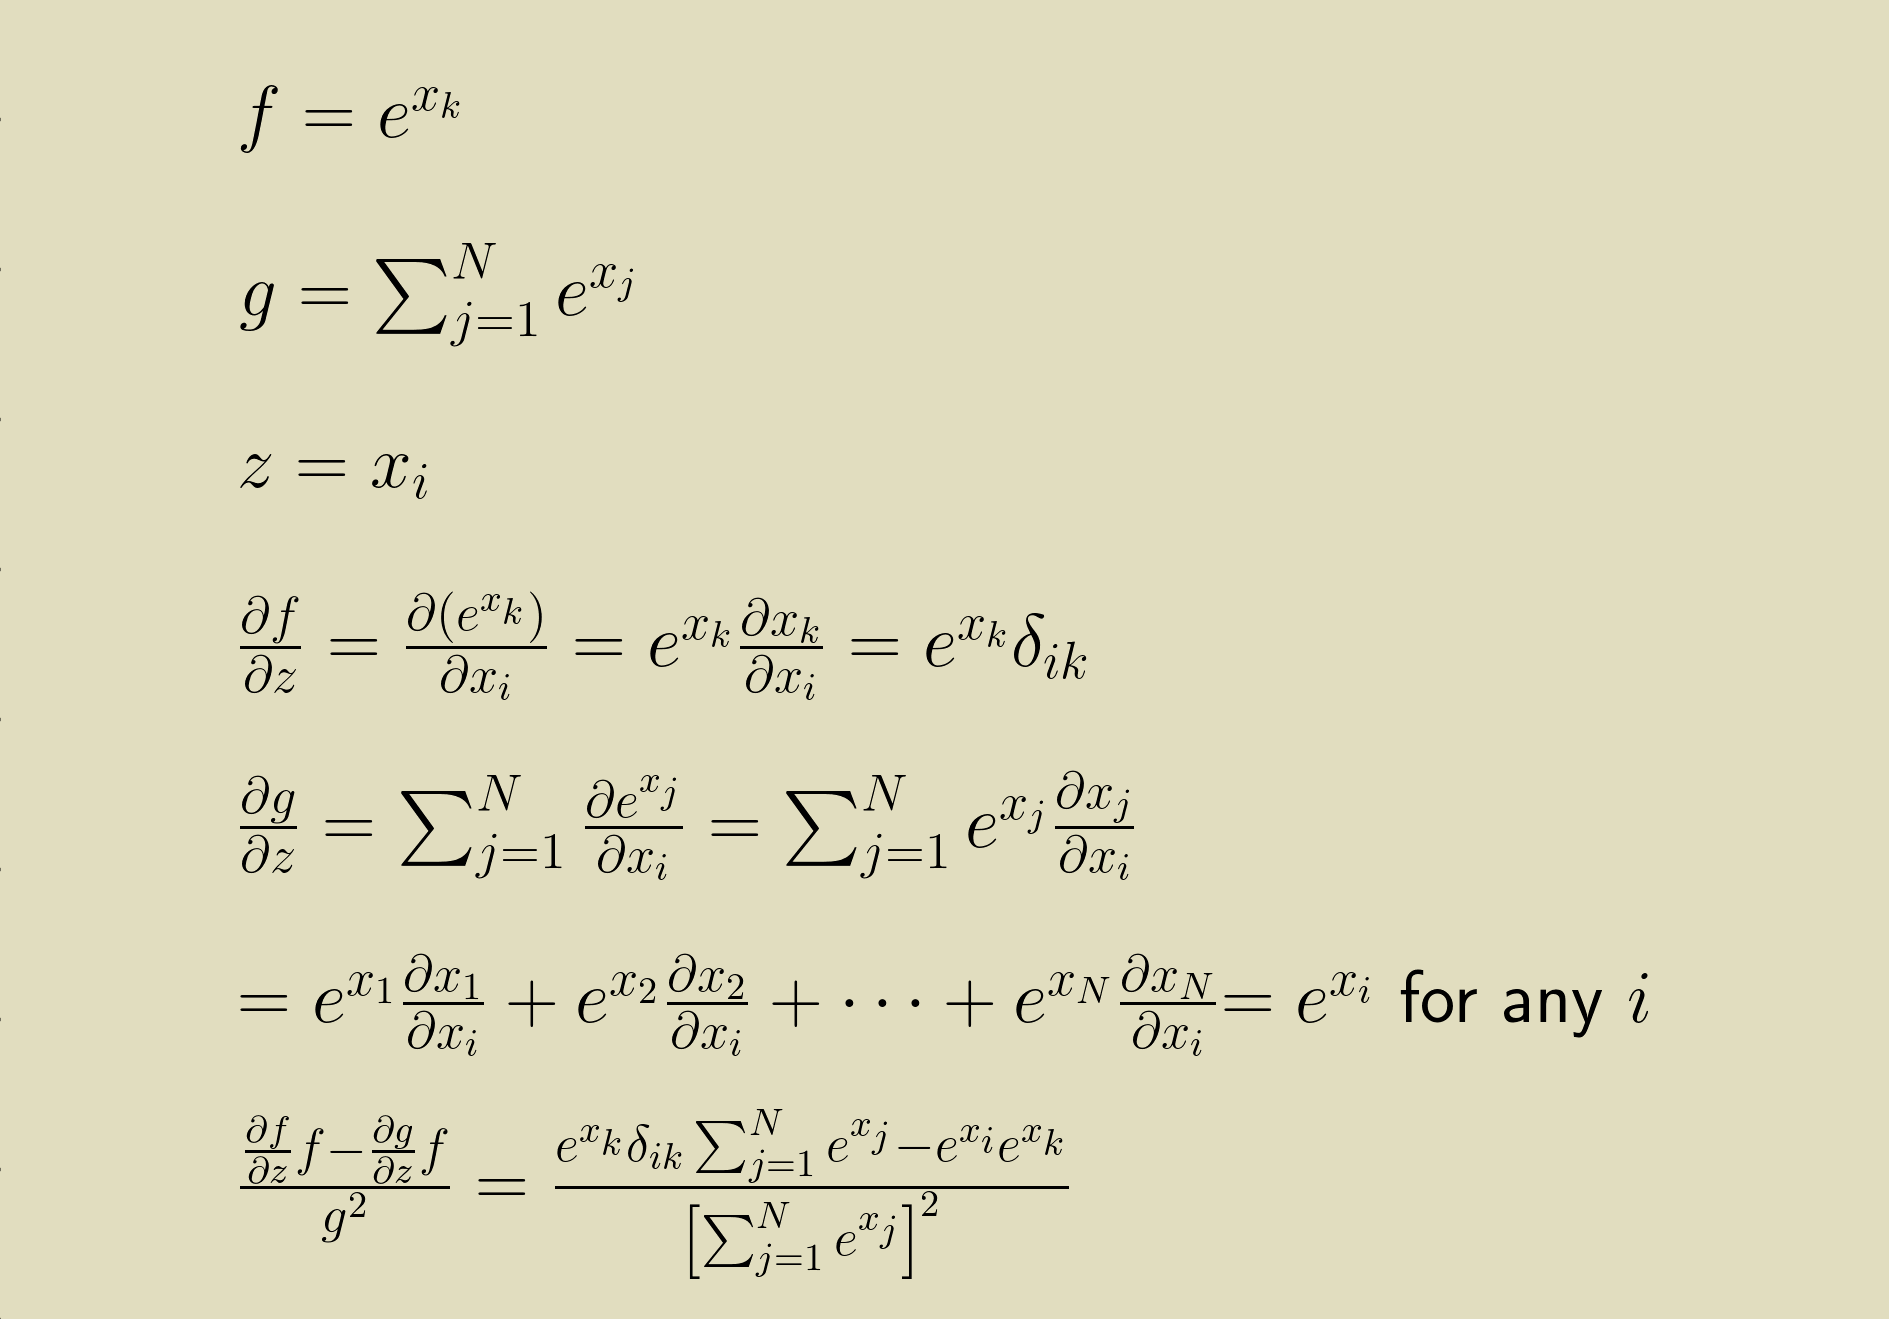 f = e^{x_k}
g = \sum_{j=1}^{N} e^{x_j}
z = x_i
\frac{\partial f}{\partial z} = \frac{\partial (e^{x_k})}{\partial x_i} = e^{x_k} \frac{\partial x_k}{\partial x_i} = e^{x_k} \delta_{ik}
\frac{\partial g}{\partial z} = \sum_{j=1}^{N} \frac{\partial e^{x_j}}{\partial x_i} = \sum_{j=1}^{N} e^{x_j} \frac{\partial x_j}{\partial x_i}
= e^{x_1} \frac{\partial x_1}{\partial x_i} + e^{x_2} \frac{\partial x_2}{\partial x_i} + \cdots + e^{x_N} \frac{\partial x_N}{\partial x_i} = e^{x_i} for any i
\frac{\frac{\partial f}{\partial z} f - \frac{\partial g}{\partial z} f}{g^2} = \frac{e^{x_k} \delta_{ik} \sum_{j=1}^{N} e^{x_j} - e^{x_i} e^{x_k}}{\left[ \sum_{j=1}^{N} e^{x_j} \right]^2}